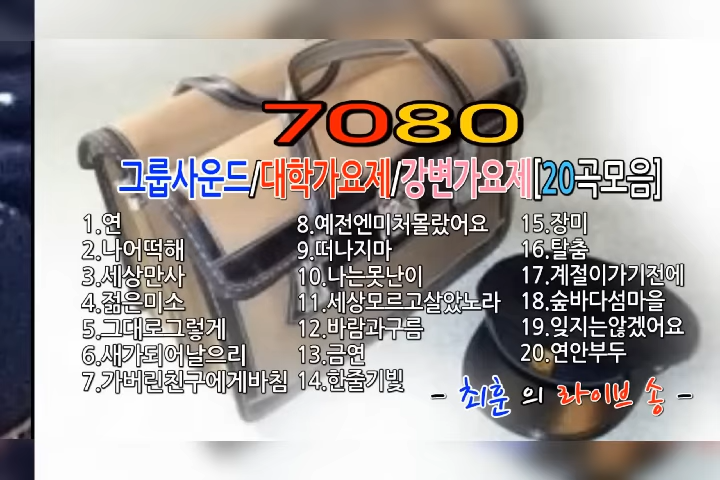 7080
그룹사운드/대학가요제/강변가요제[20곡모음]
1.연
2.나어떡해
3.세상만사
4.젊은미소
5.그대로그렇게
6.새가되어날으리
7.가버린친구에게바침
8.예전엔미처몰랐어요
9.떠나지마
10.나는못난이
11.세상모르고살았노라
12.바람과구름
13.금연
14.한줄기빛
15.장미
16.탈춤
17.계절이가기전에
18.숲바다섬마을
19.잊지는않겠어요
20.연안부두
- 최훈 의 라이브 송 -